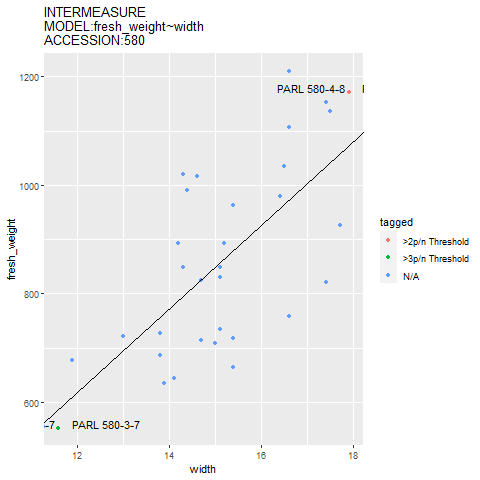 INTERMEASURE
MODEL:fresh_weight~width
ACCESSION:580
1200
PARL 580-4-8
1000
tagged
>2p/n Threshold
>3p/n Threshold
N/A
fresh_weight
800
600
-7
PARL 580-3-7
12
14
16
18
width